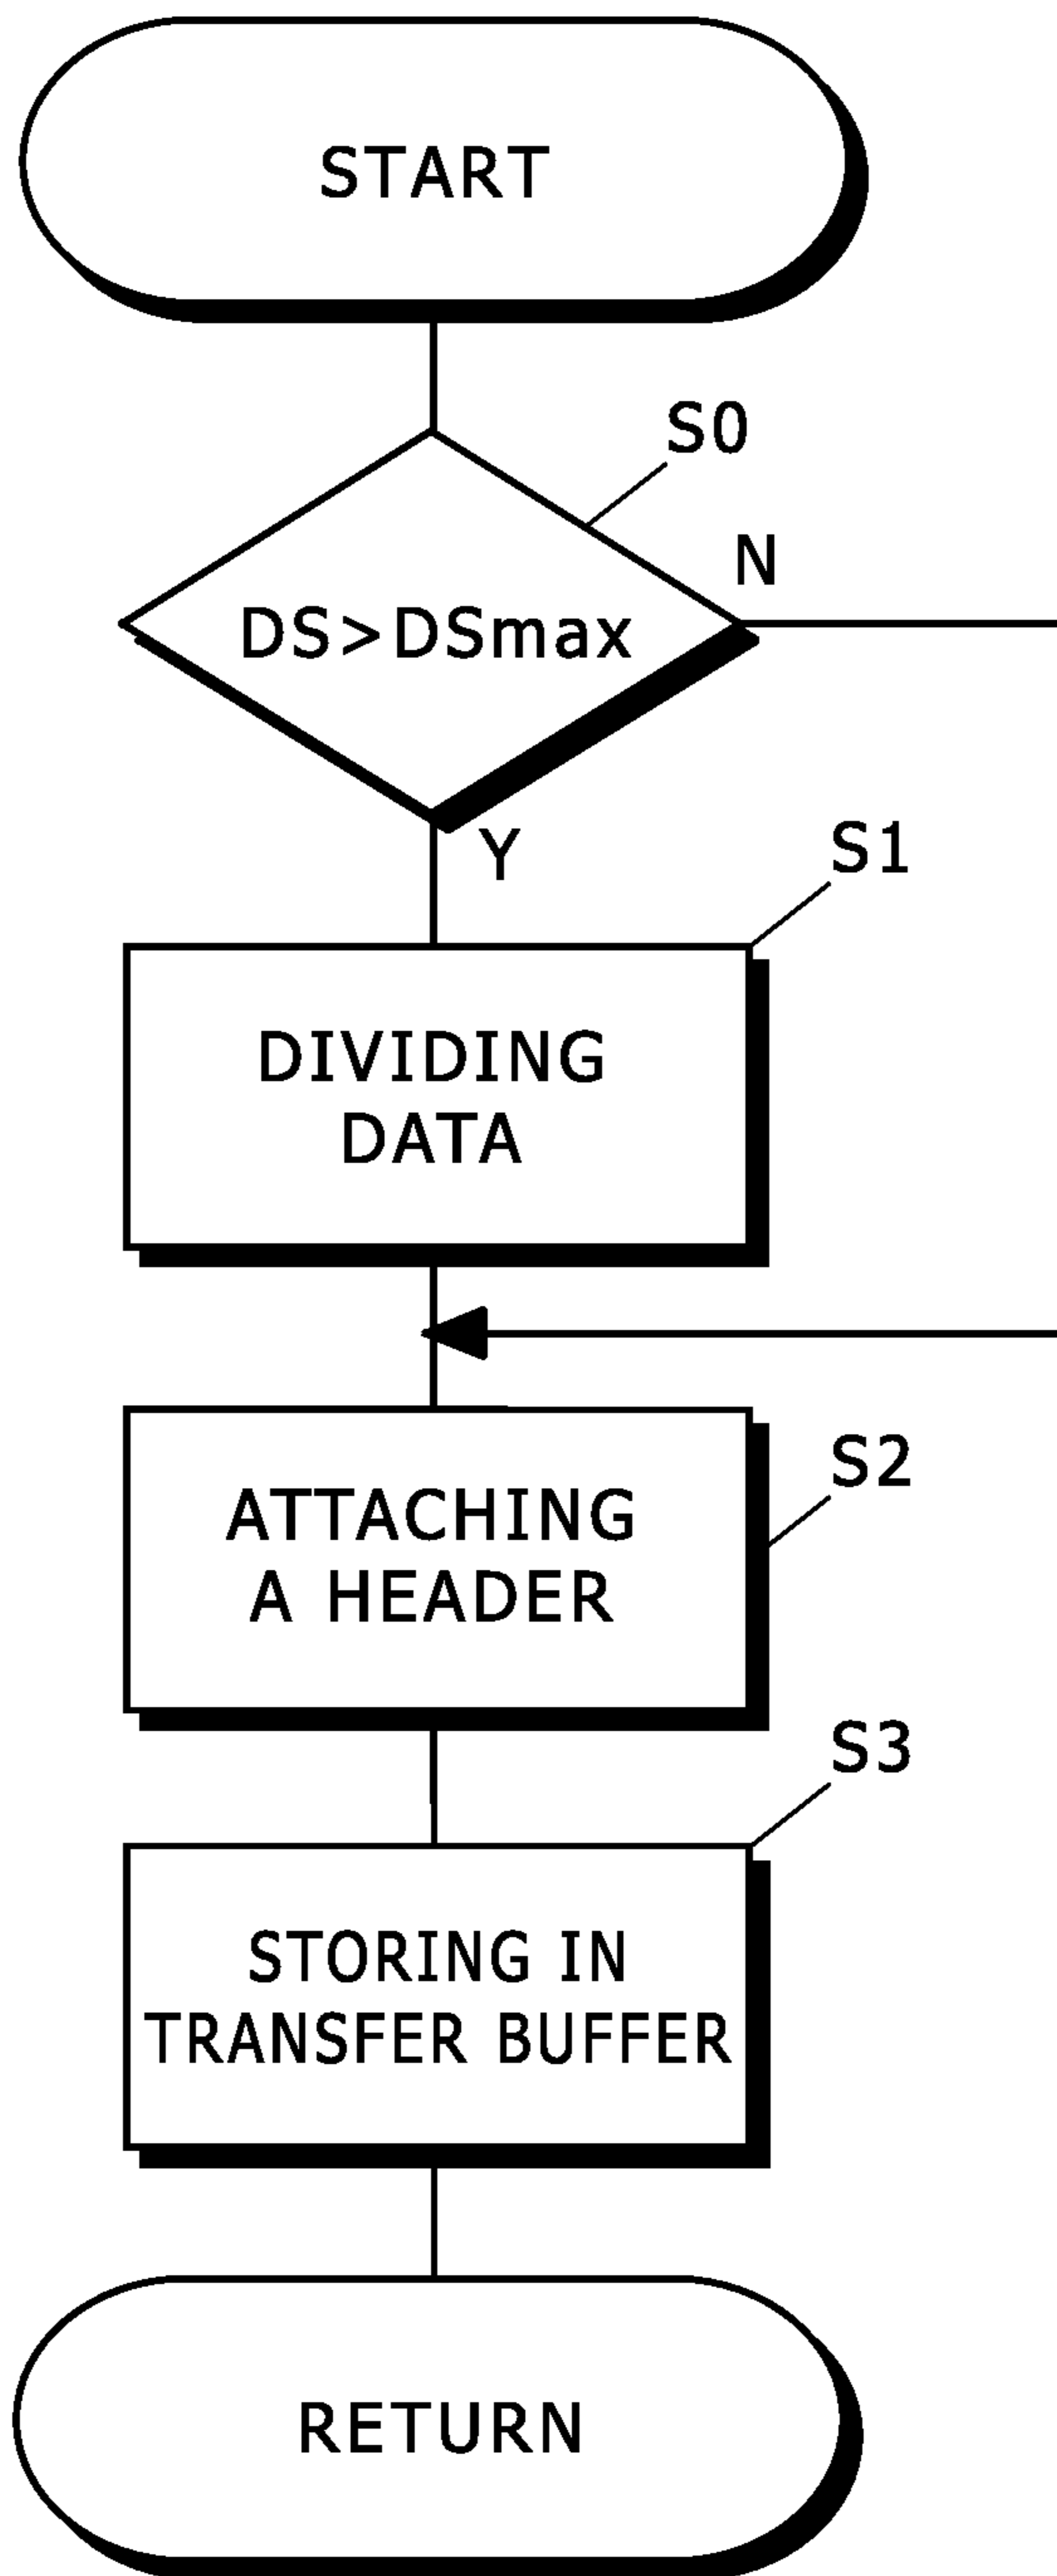 START
S0
N
DS>DSmax
Y
S1
DIVIDING
DATA
S2
ATTACHING
A HEADER
S3
STORING IN
TRANSFER BUFFER
RETURN